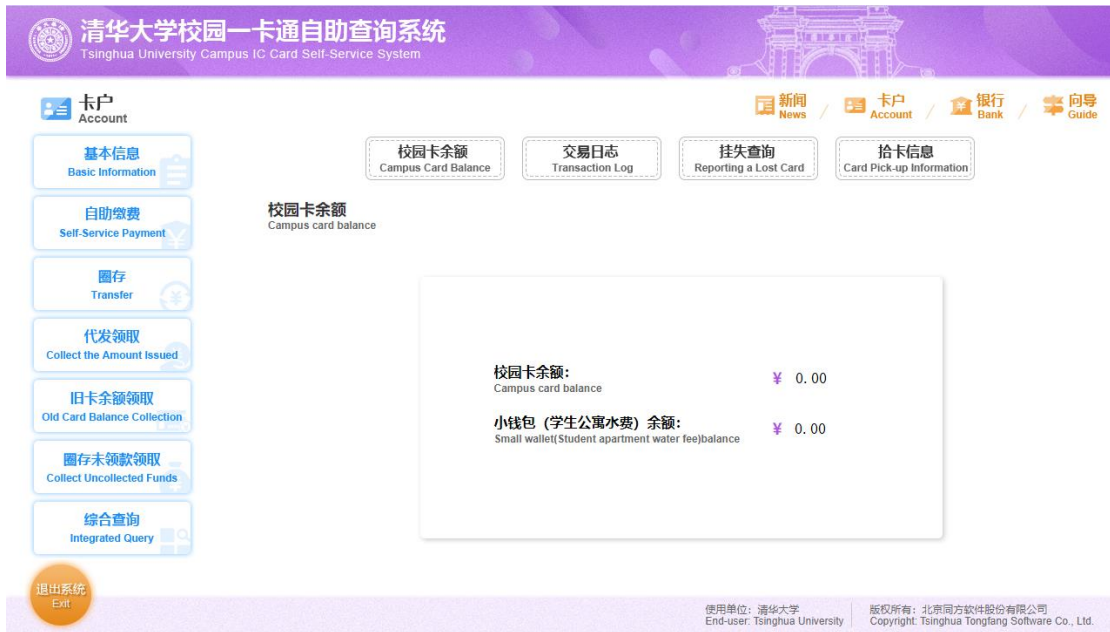 清华大学校园一卡通自助查询系统
Tsinghua University Campus IC Card Self-Service System
卡户
Account
新闻
News
/
卡户
Account
/
银行
Bank
/
向导
Guide
基本信息
Basic Information
自助缴费
Self-Service Payment
圈存
Transfer
代发领取
Collect the Amount Issued
旧卡余额领取
Old Card Balance Collection
圈存未领款领取
Collect Uncollected Funds
综合查询
Integrated Query
退出系统
Exit
校园卡余额
Campus Card Balance
交易日志
Transaction Log
挂失查询
Reporting a Lost Card
拾卡信息
Card Pick-up Information
校园卡余额
Campus card balance
校园卡余额：
Campus card balance
¥ 0.00
小钱包（学生公寓水费）余额：
Small wallet(Student apartment water fee)balance
¥ 0.00
使用单位：清华大学
End-user: Tsinghua University
版权所有：北京同方软件股份有限公司
Copyright: Tsinghua Tongfang Software Co., Ltd.